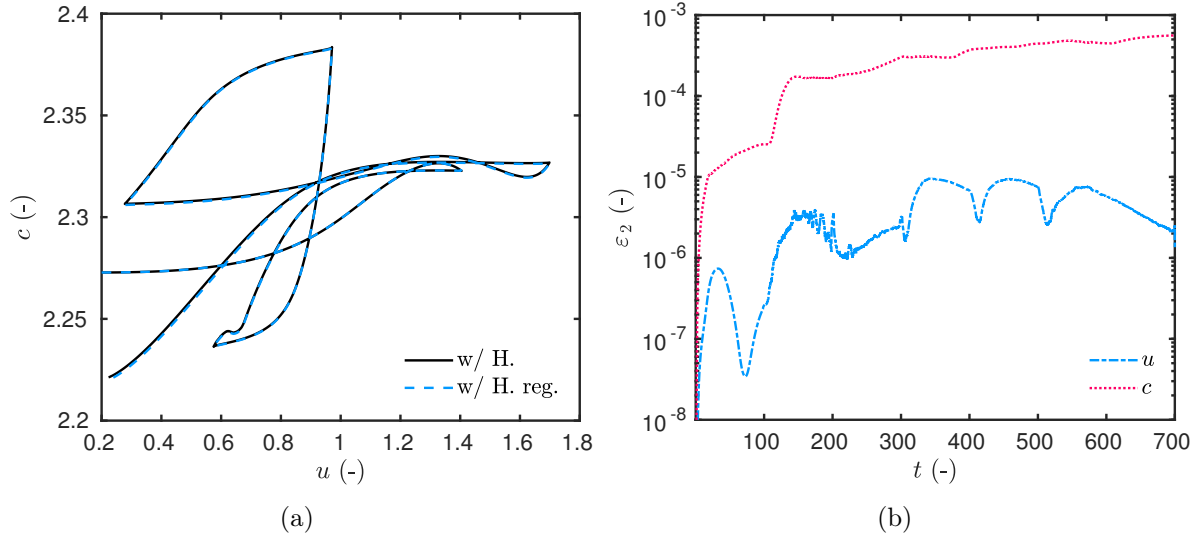 2.4
2.35
2.3
2.25
2.2
c (-)
0.2 0.4 0.6 0.8 1 1.2 1.4 1.6 1.8
u (-)
w/ H.
w/ H. reg.
(a)
10⁻³
10⁻⁴
10⁻⁵
10⁻⁶
10⁻⁷
10⁻⁸
ε₂ (-)
100 200 300 400 500 600 700
t (-)
u
c
(b)